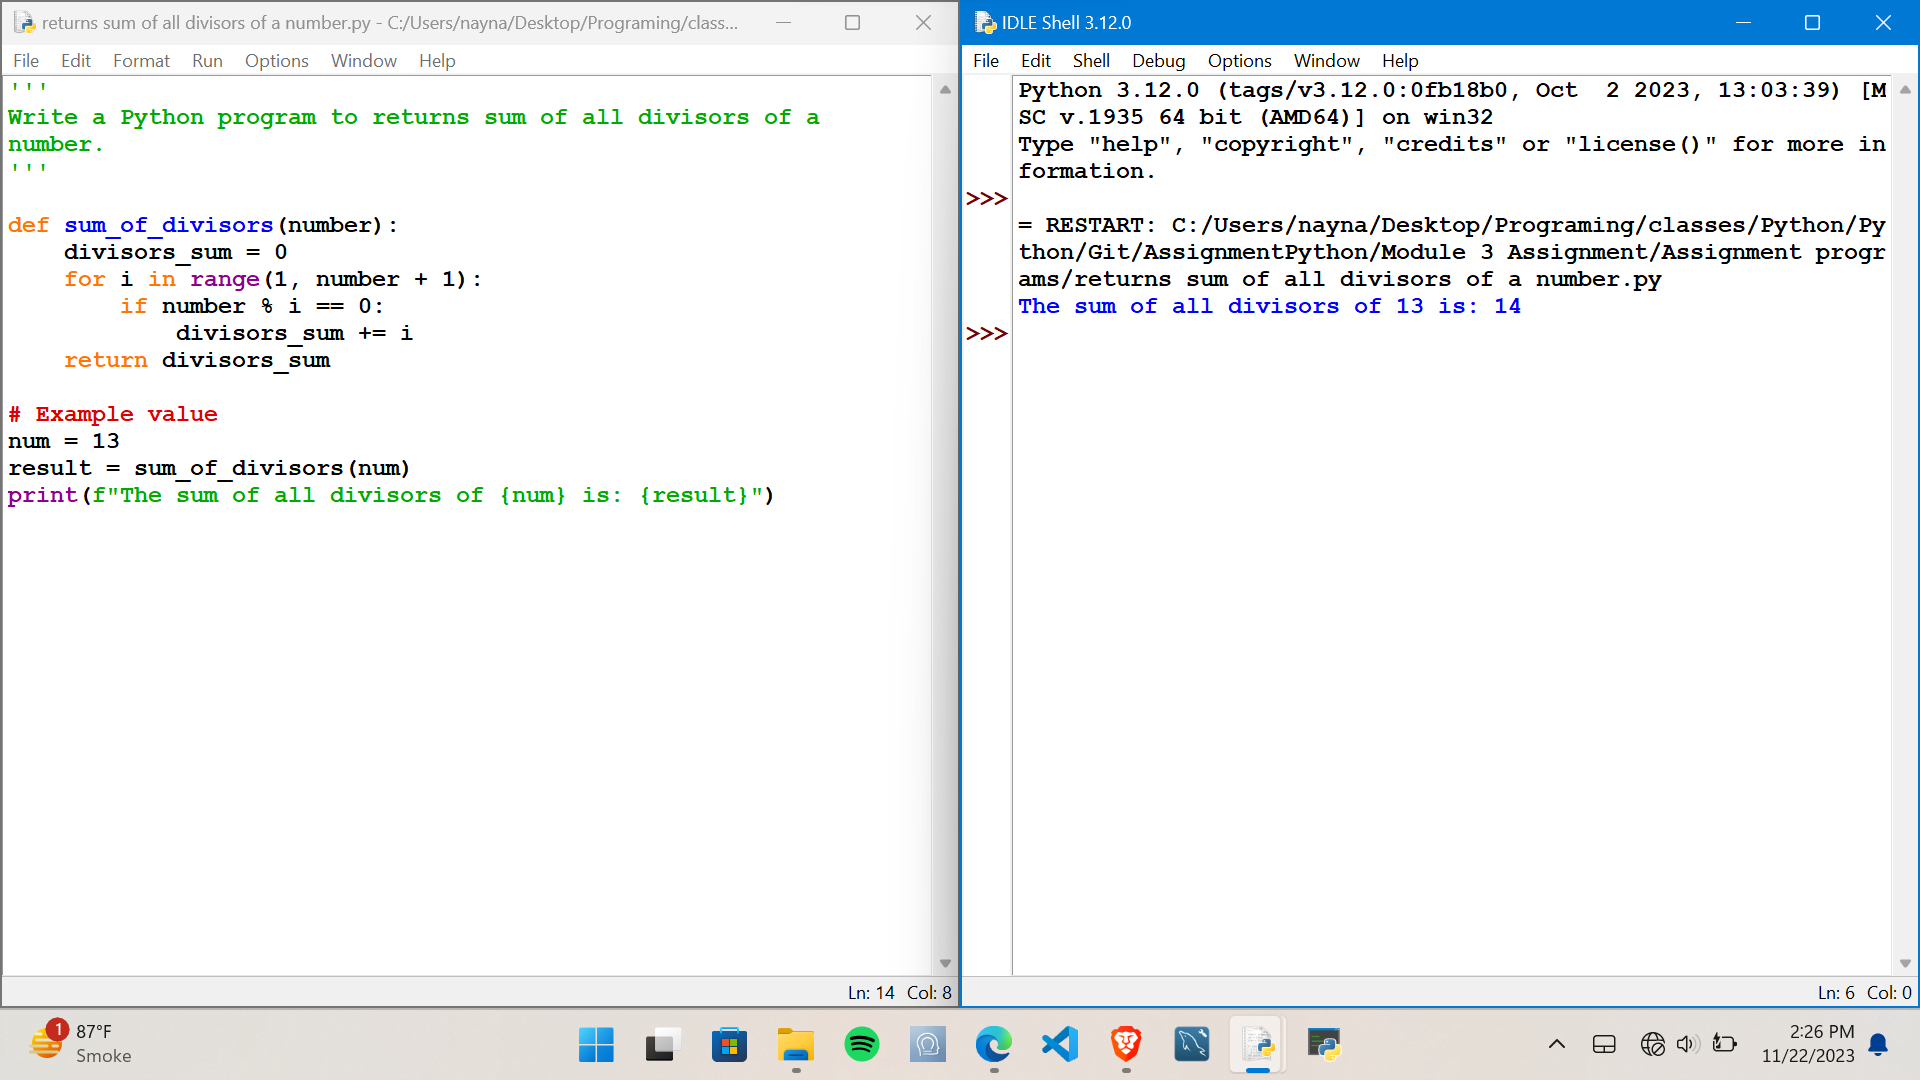 returns sum of all divisors of a number.py - C:/Users/nayna/Desktop/Programing/class...
File Edit Format Run Options Window Help
'''
Write a Python program to returns sum of all divisors of a
number.
'''
def sum_of_divisors(number):
    divisors_sum = 0
    for i in range(1, number + 1):
        if number % i == 0:
            divisors_sum += i
    return divisors_sum
# Example value
num = 13
result = sum_of_divisors(num)
print(f"The sum of all divisors of {num} is: {result}")
Ln: 14 Col: 8
IDLE Shell 3.12.0
File Edit Shell Debug Options Window Help
Python 3.12.0 (tags/v3.12.0:0fb18b0, Oct  2 2023, 13:03:39) [M
SC v.1935 64 bit (AMD64)] on win32
Type "help", "copyright", "credits" or "license()" for more in
formation.
>>>
= RESTART: C:/Users/nayna/Desktop/Programing/classes/Python/Py
thon/Git/AssignmentPython/Module 3 Assignment/Assignment progr
ams/returns sum of all divisors of a number.py
The sum of all divisors of 13 is: 14
>>>
Ln: 6 Col: 0
1
87°F
Smoke
2:26 PM
11/22/2023